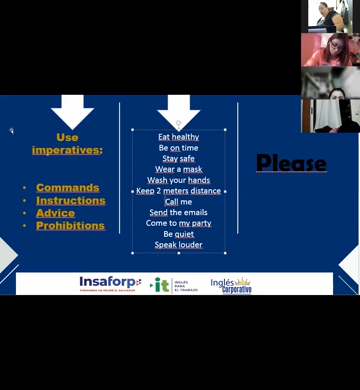 Use
imperatives:
• Commands
• Instructions
• Advice
• Prohibitions
Eat healthy
Be on time
Stay safe
Wear a mask
Wash your hands
Keep 2 meters distance
Call me
Send the emails
Come to my party
Be quiet
Speak louder
Please
Insaforp
it
INGLÉS
PARA
EL TRABAJO
Inglés
Corporativo